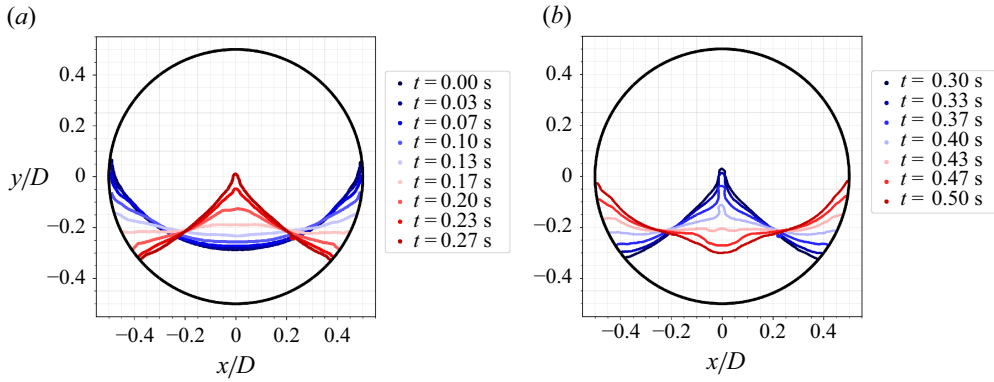 (a)
(b)
0.4
0.2
0
−0.2
−0.4
y/D
−0.4 −0.2 0 0.2 0.4
x/D
t = 0.00 s
t = 0.03 s
t = 0.07 s
t = 0.10 s
t = 0.13 s
t = 0.17 s
t = 0.20 s
t = 0.23 s
t = 0.27 s
0.4
0.2
0
−0.2
−0.4
−0.4 −0.2 0 0.2 0.4
x/D
t = 0.30 s
t = 0.33 s
t = 0.37 s
t = 0.40 s
t = 0.43 s
t = 0.47 s
t = 0.50 s